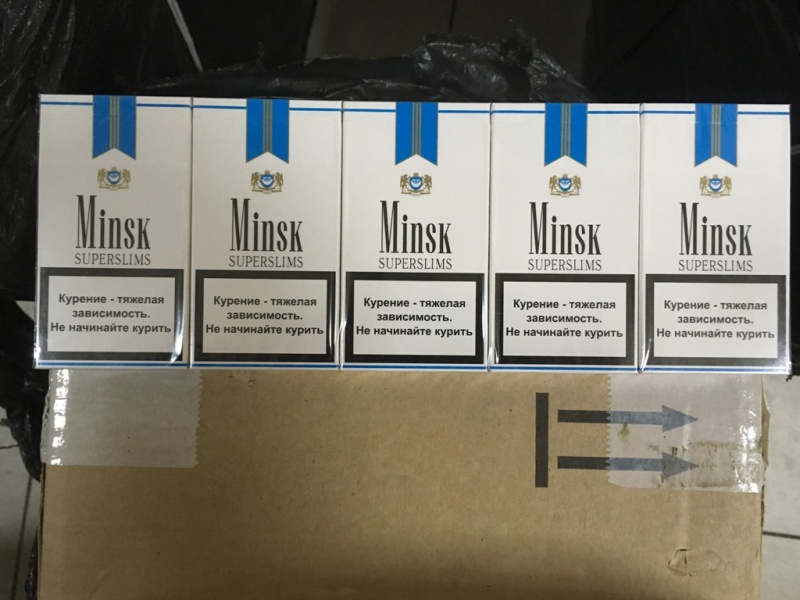 Minsk
SUPERSLIMS
Курение - тяжелая
зависимость.
Не начинайте курить
Minsk
SUPERSLIMS
Курение - тяжелая
зависимость.
Не начинайте курить
Minsk
SUPERSLIMS
Курение - тяжелая
зависимость.
Не начинайте курить
Minsk
SUPERSLIMS
Курение - тяжелая
зависимость.
Не начинайте курить
Minsk
SUPERSLIMS
Курение - тяжелая
зависимость.
Не начинайте курить